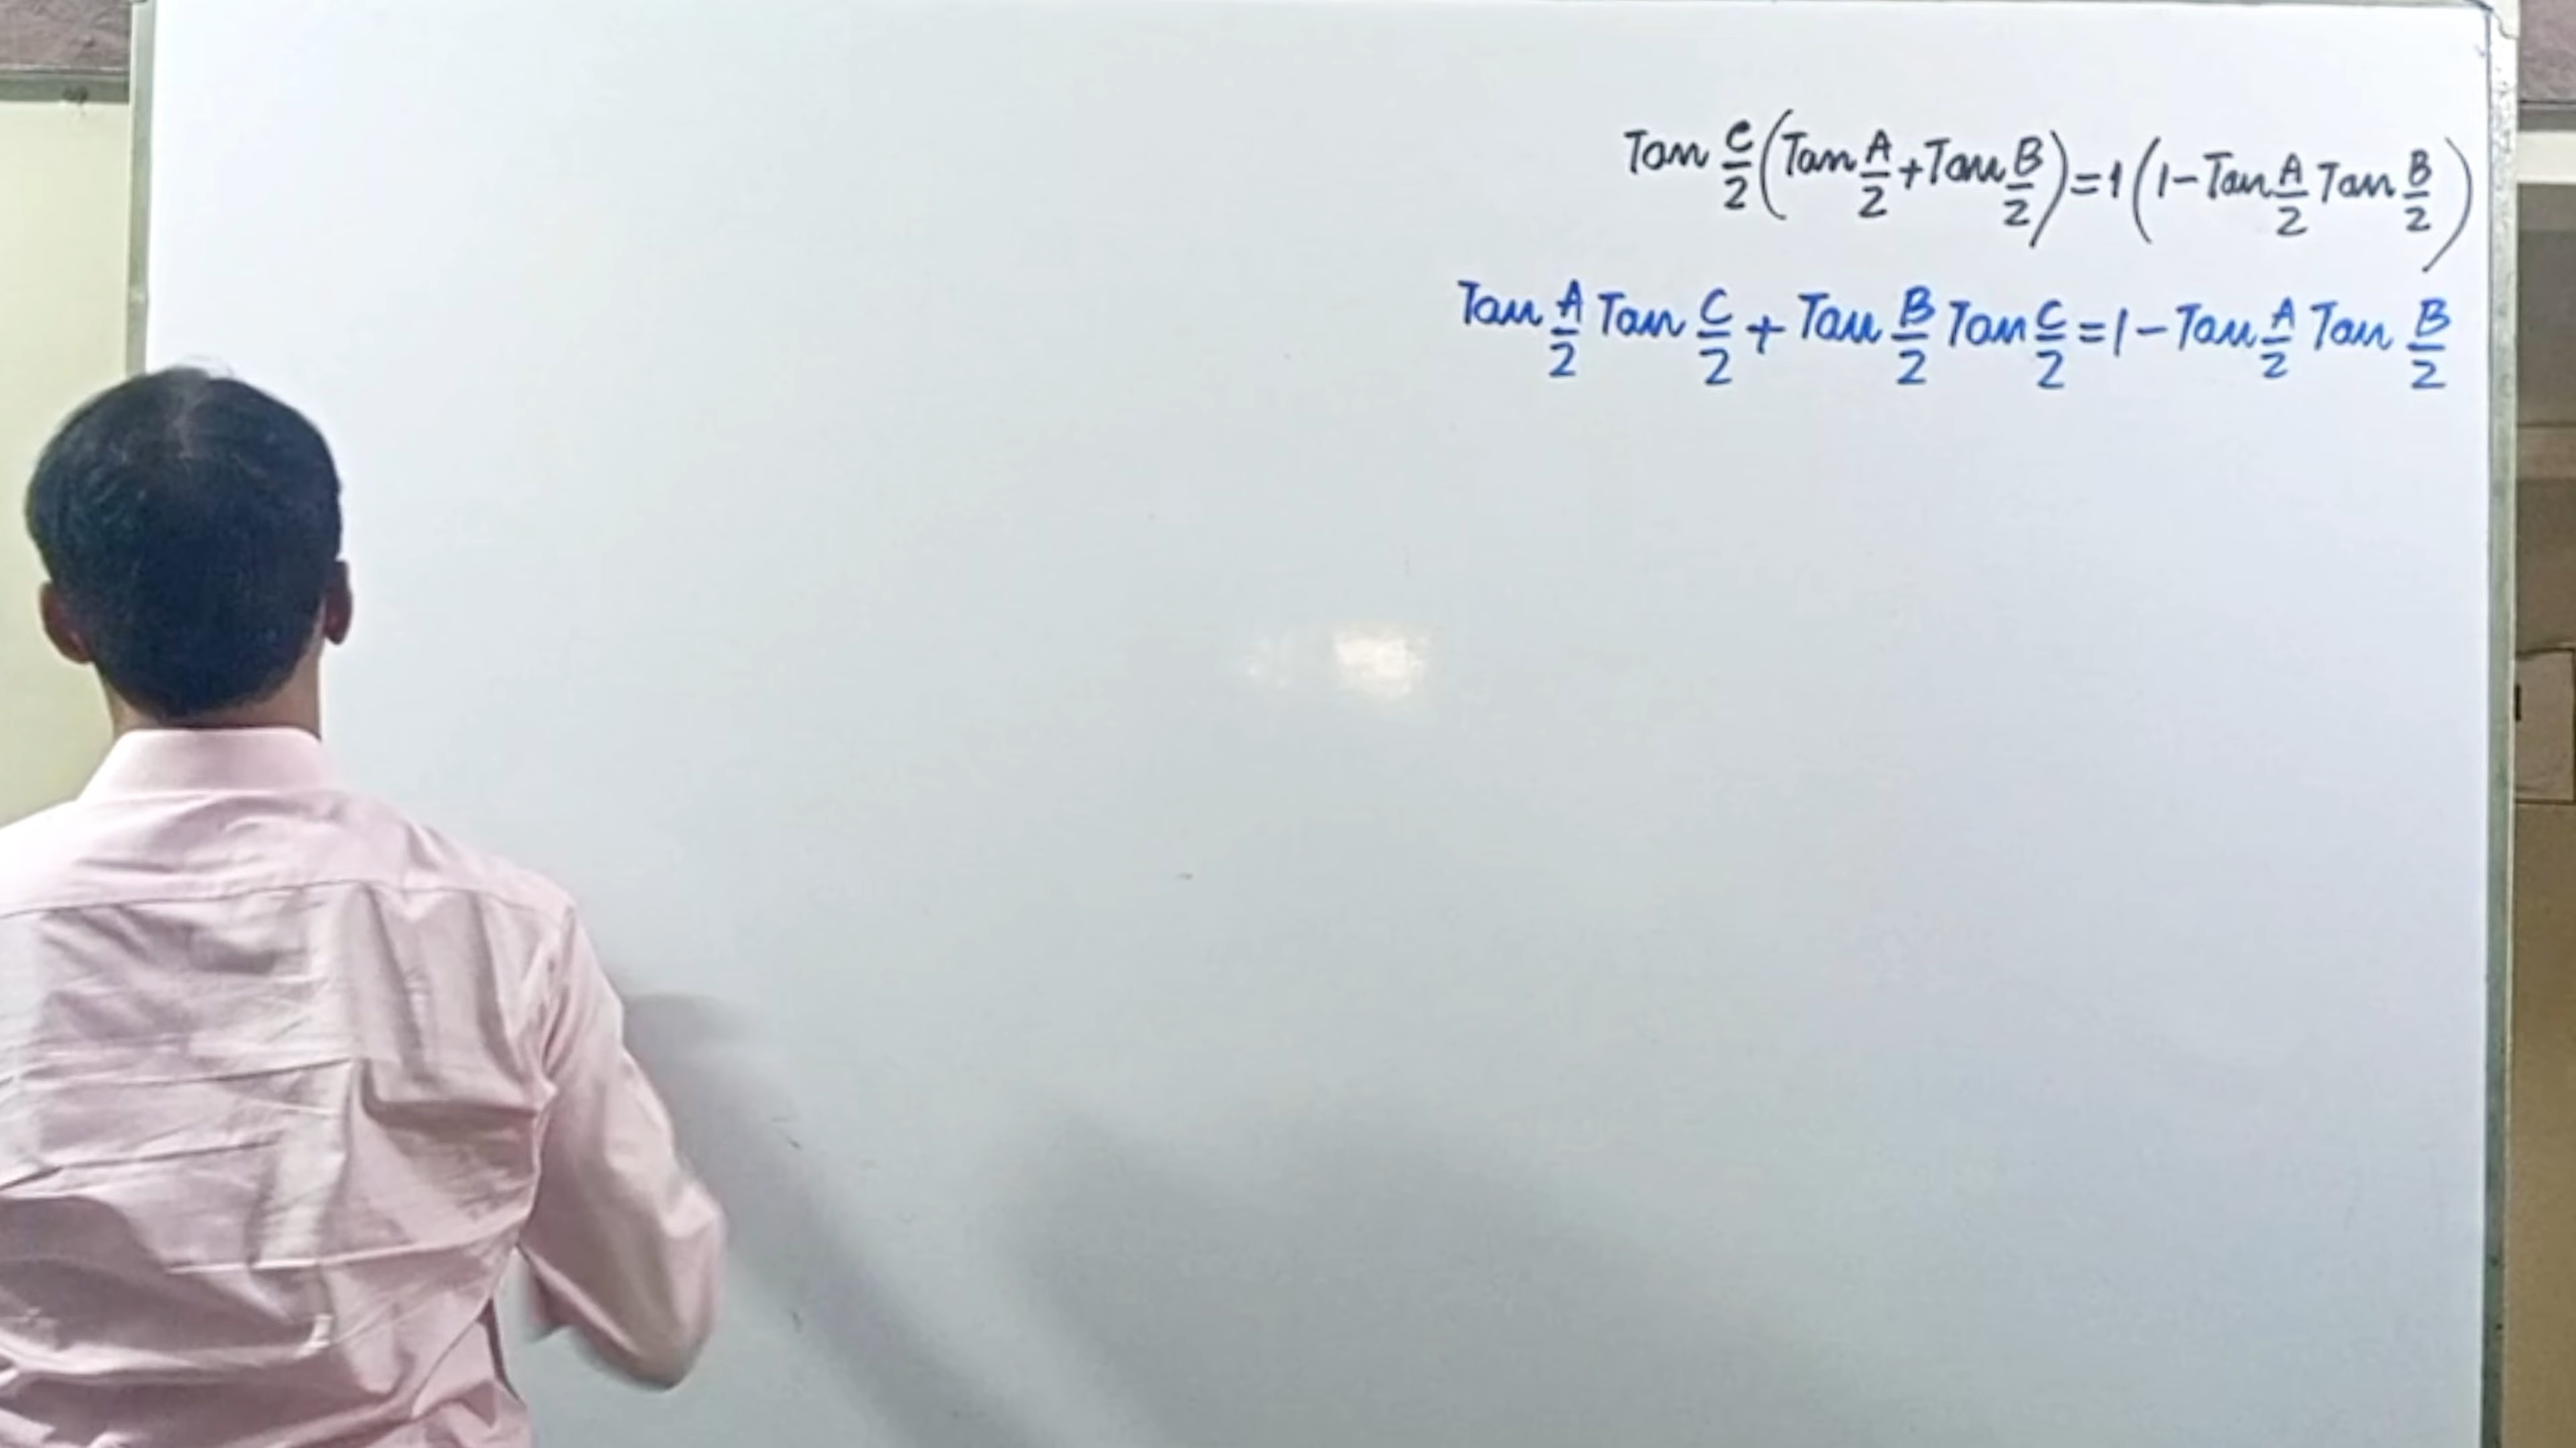 Tan C/2 (Tan A/2 + Tan B/2) = 1 (1 - Tan A/2 Tan B/2)
Tan A/2 Tan C/2 + Tan B/2 Tan C/2 = 1 - Tan A/2 Tan B/2